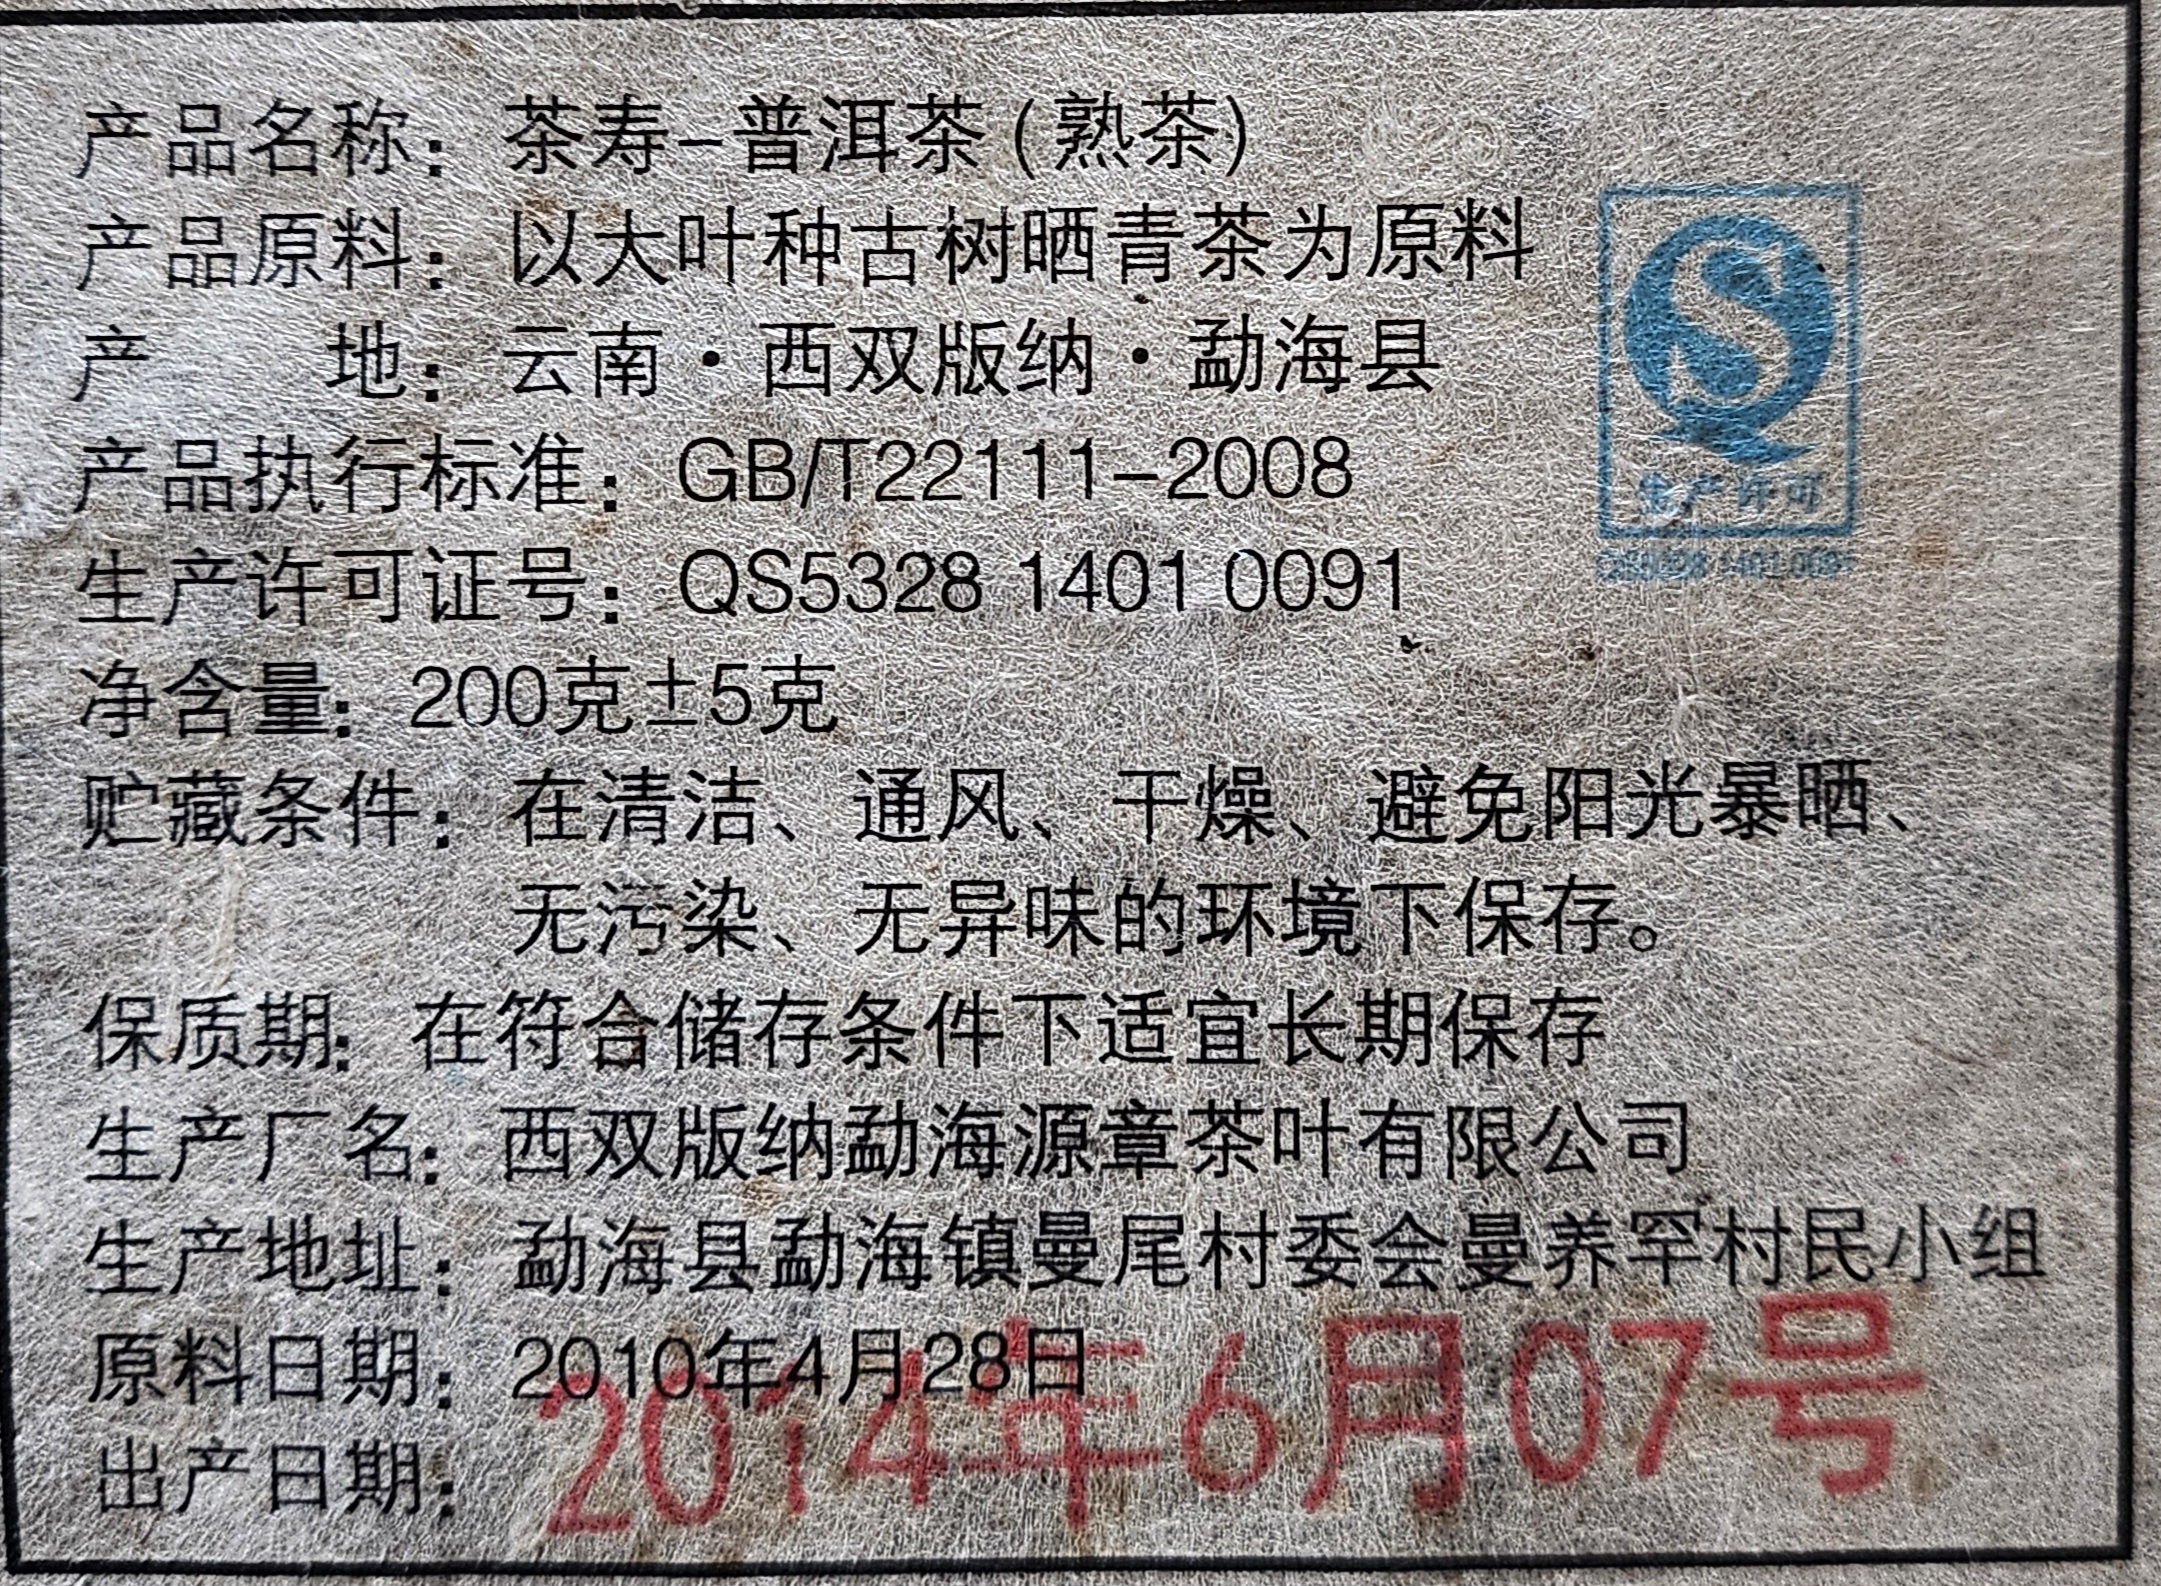 产品名称：茶寿-普洱茶(熟茶)
产品原料：以大叶种古树晒青茶为原料
产 地：云南·西双版纳·勐海县
产品执行标准：GB/T22111-2008
生产许可证号：QS5328 1401 0091
净含量：200克±5克
贮藏条件：在清洁、通风、干燥、避免阳光暴晒、
无污染、无异味的环境下保存。
保质期：在符合储存条件下适宜长期保存
生产厂名：西双版纳勐海源章茶叶有限公司
生产地址：勐海县勐海镇曼尾村委会曼养罕村民小组
原料日期：2010年4月28日
出产日期：2014年6月07号
生产许可
QS5328 1401 0091